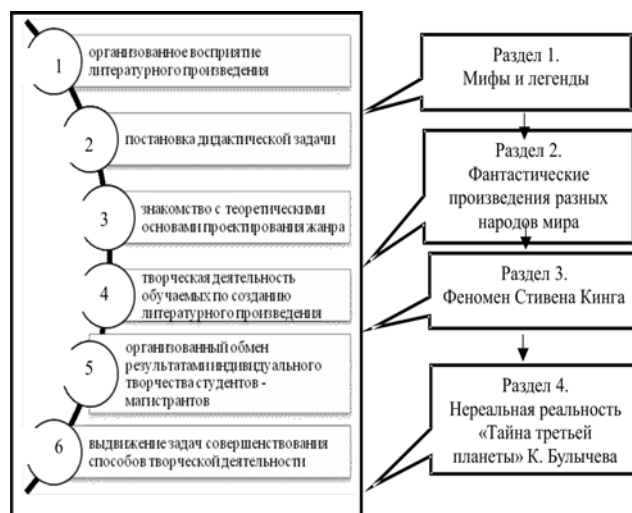 1
организованное восприятие
литературного произведения
2
постановка дидактической задачи
3
знакомство с теоретическими
основами проектирования жанра
4
творческая деятельность
обучаемых по созданию
литературного произведения
5
организованный обмен
результатами индивидуального
творчества студентов -
магистрантов
6
выдвижение задач совершенствования
способов творческой деятельности
Раздел 1.
Мифы и легенды
Раздел 2.
Фантастические
произведения разных
народов мира
Раздел 3.
Феномен Стивена Кинга
Раздел 4.
Нереальная реальность
«Тайна третьей
планеты» К. Булычева